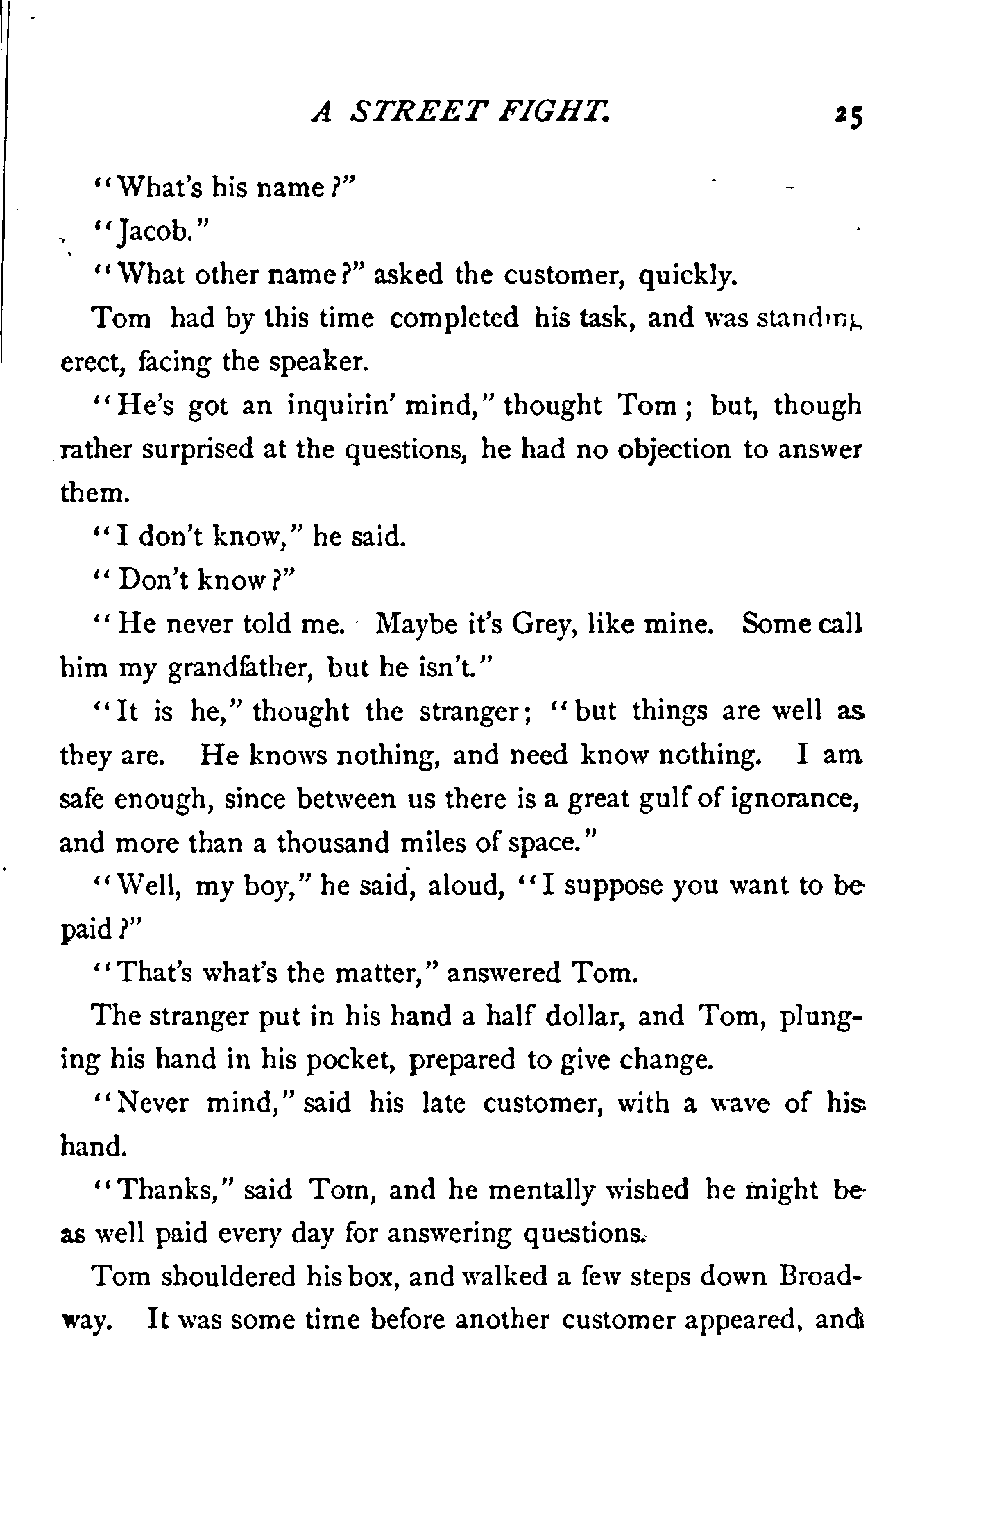 A STREET FIGHT. 25
"What's his name?"
"Jacob."
"What other name?" asked the customer, quickly.
Tom had by this time completed his task, and was standing
erect, facing the speaker.
"He's got an inquirin' mind," thought Tom; but, though
rather surprised at the questions, he had no objection to answer
them.
"I don't know," he said.
"Don't know?"
"He never told me. Maybe it's Grey, like mine. Some call
him my grandfather, but he isn't."
"It is he," thought the stranger; "but things are well as
they are. He knows nothing, and need know nothing. I am
safe enough, since between us there is a great gulf of ignorance,
and more than a thousand miles of space."
"Well, my boy," he said, aloud, "I suppose you want to be
paid?"
"That's what's the matter," answered Tom.
The stranger put in his hand a half dollar, and Tom, plung-
ing his hand in his pocket, prepared to give change.
"Never mind," said his late customer, with a wave of his
hand.
"Thanks," said Tom, and he mentally wished he might be
as well paid every day for answering questions.
Tom shouldered his box, and walked a few steps down Broad-
way. It was some time before another customer appeared, and